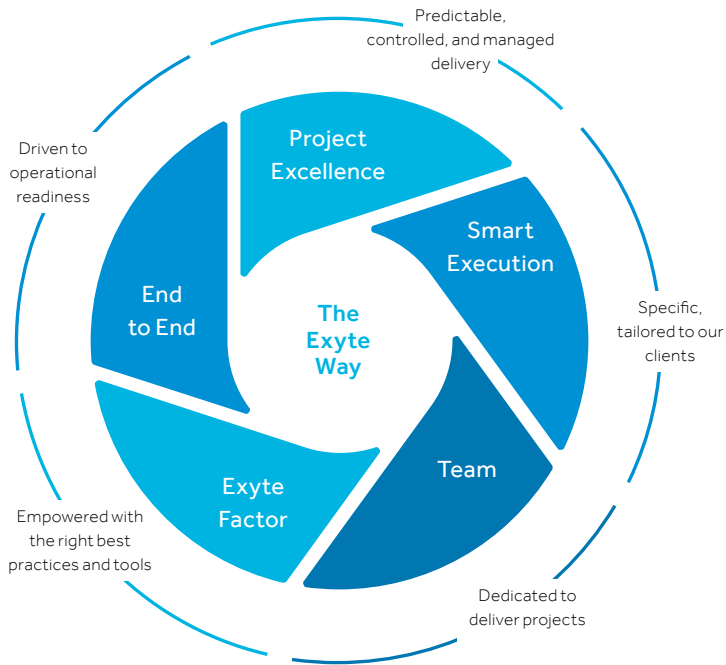 Predictable,
controlled, and managed
delivery
Project
Excellence
Smart
Execution
Specific,
tailored to our
clients
Team
Dedicated to
deliver projects
Exyte
Factor
Empowered with
the right best
practices and tools
End
to End
Driven to
operational
readiness
The
Exyte
Way